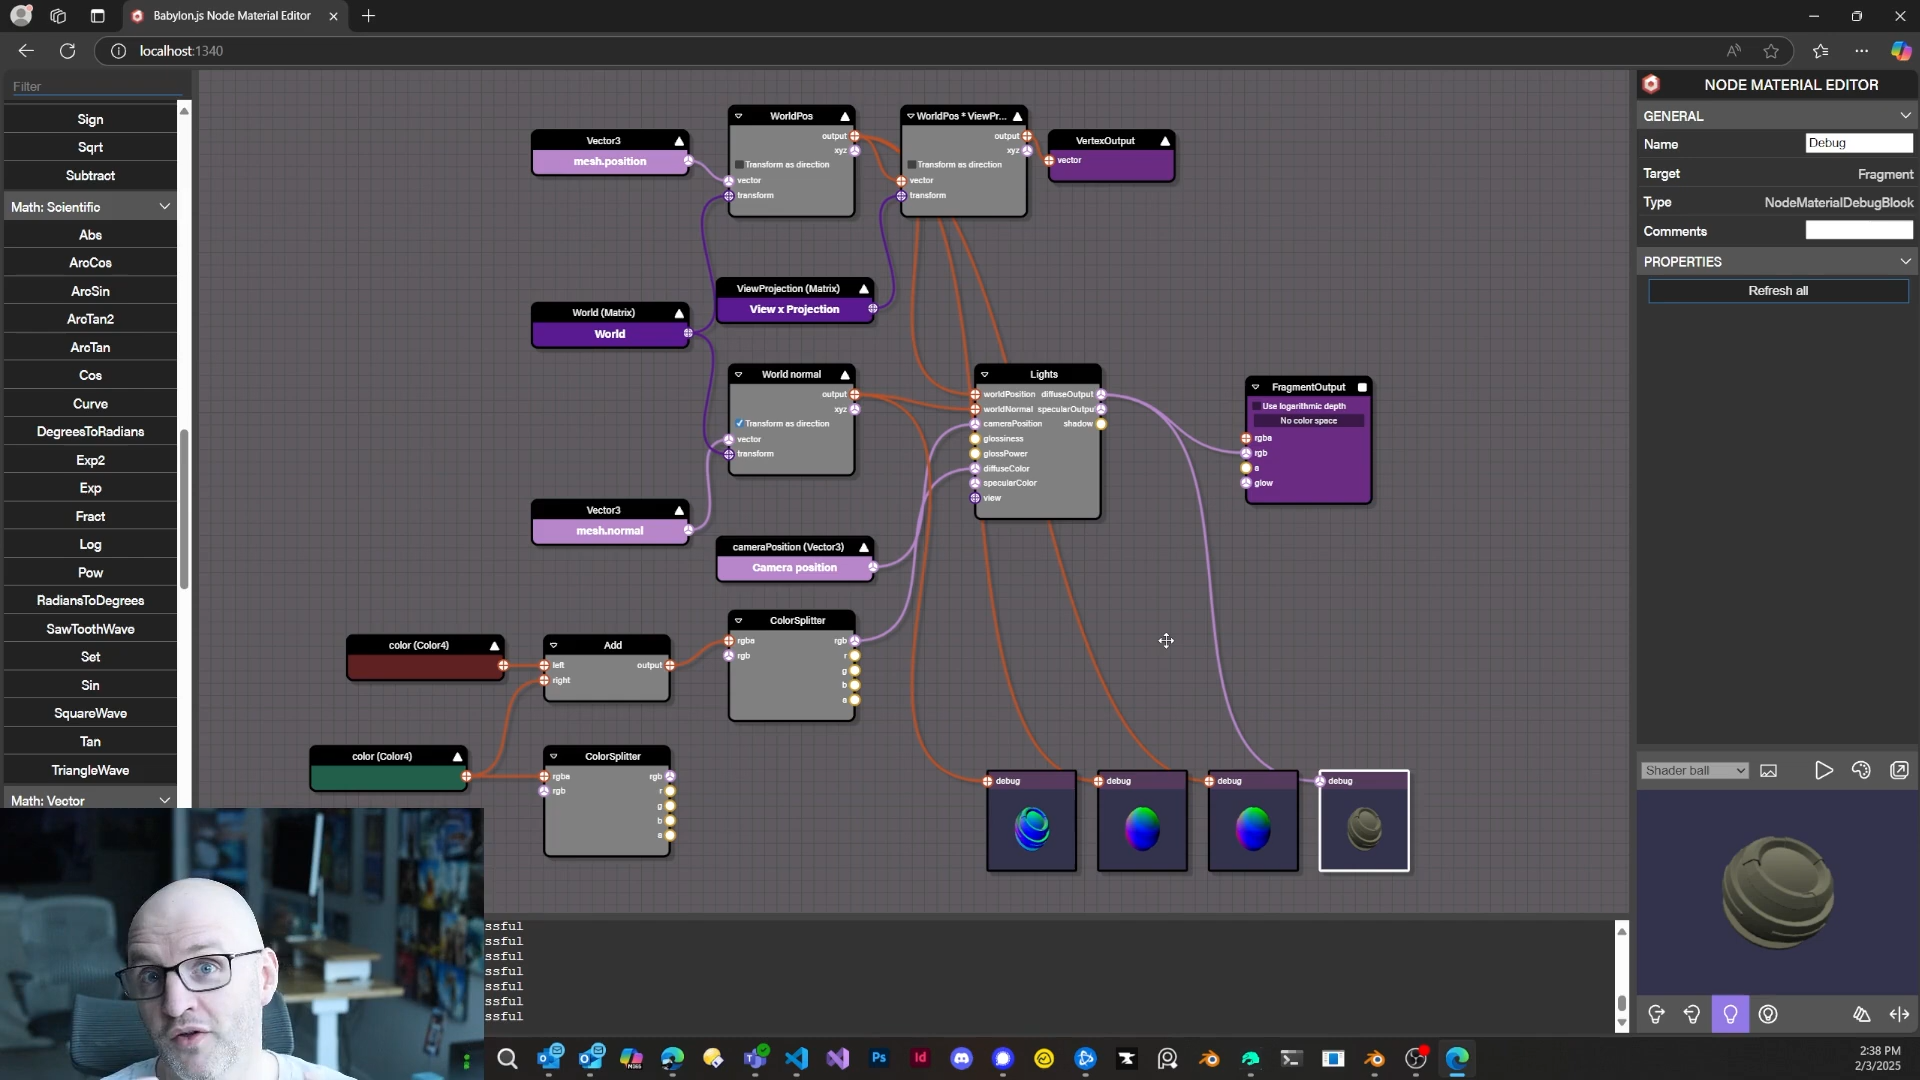 Babylon.js Node Material Editor
localhost:1340
Filter
Sign
Sqrt
Subtract
Math: Scientific
Abs
ArcCos
ArcSin
ArcTan2
ArcTan
Cos
Curve
DegreesToRadians
Exp2
Exp
Fract
Log
Pow
RadiansToDegrees
SawToothWave
Set
Sin
SquareWave
Tan
TriangleWave
Math: Vector
Vector3
mesh.position
WorldPos
output
xyz
Transform as direction
vector
transform
WorldPos * ViewPr...
output
xyz
Transform as direction
vector
transform
VertexOutput
vector
ViewProjection (Matrix)
View x Projection
World (Matrix)
World
World normal
output
xyz
Transform as direction
vector
transform
Vector3
mesh.normal
cameraPosition (Vector3)
Camera position
Lights
worldPosition diffuseOutput
worldNormal specularOutpu
cameraPosition shadow
glossiness
glossPower
diffuseColor
specularColor
view
FragmentOutput
Use logarithmic depth
No color space
rgba
rgb
a
glow
color (Color4)
Add
left output
right
ColorSplitter
rgba rgb
rgb r
g
b
a
color (Color4)
ColorSplitter
rgba rgb
rgb r
g
b
a
debug
debug
debug
debug
ssful
ssful
ssful
ssful
ssful
ssful
ssful
NODE MATERIAL EDITOR
GENERAL
Name Debug
Target Fragment
Type NodeMaterialDebugBlock
Comments
PROPERTIES
Refresh all
Shader ball
M365
Ps
Id
2:38 PM
2/3/2025